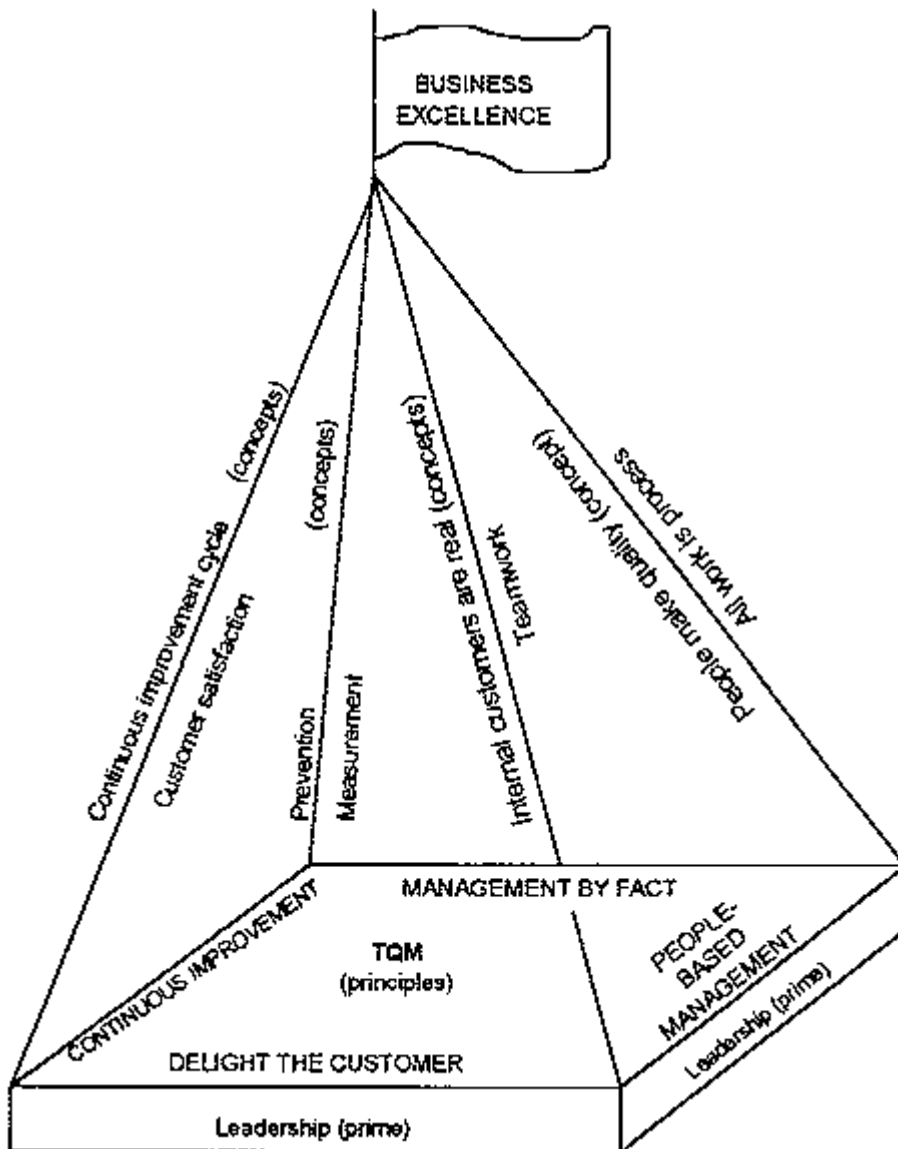 BUSINESS
EXCELLENCE
Continuous improvement cycle (concepts)
Customer satisfaction
Prevention (concepts)
Measurement
Internal customers are real (concepts)
Teamwork
People make quality (concept)
All work is process
MANAGEMENT BY FACT
CONTINUOUS IMPROVEMENT
TQM
(principles)
PEOPLE-
BASED
MANAGEMENT
DELIGHT THE CUSTOMER
Leadership (prime)
Leadership (prime)